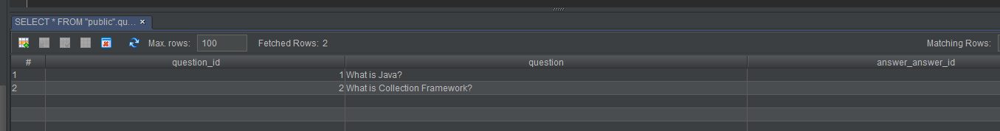 SELECT * FROM "public".qu... ×
Max. rows: 100 Fetched Rows: 2 Matching Rows:
# question_id question answer_answer_id
1 1 What is Java?
2 2 What is Collection Framework?